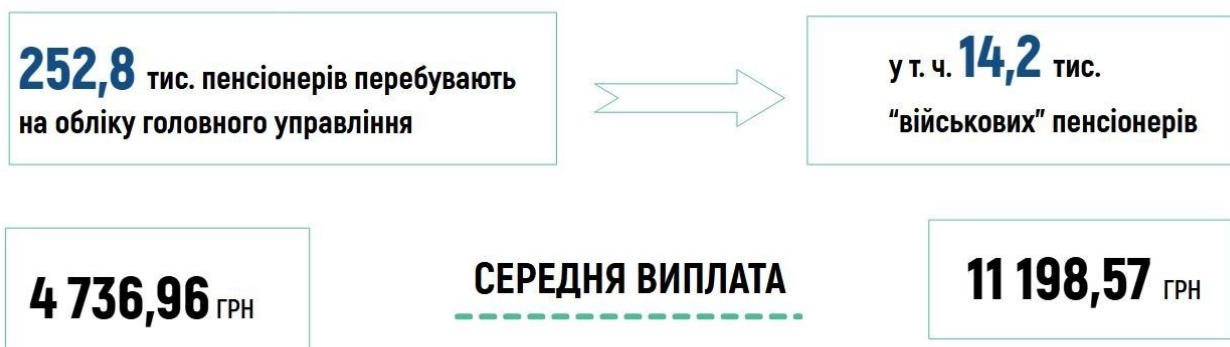 252,8 тис. пенсіонерів перебувають
на обліку головного управління
у т. ч. 14,2 тис.
“військових” пенсіонерів
4 736,96 ГРН
СЕРЕДНЯ ВИПЛАТА
11 198,57 ГРН